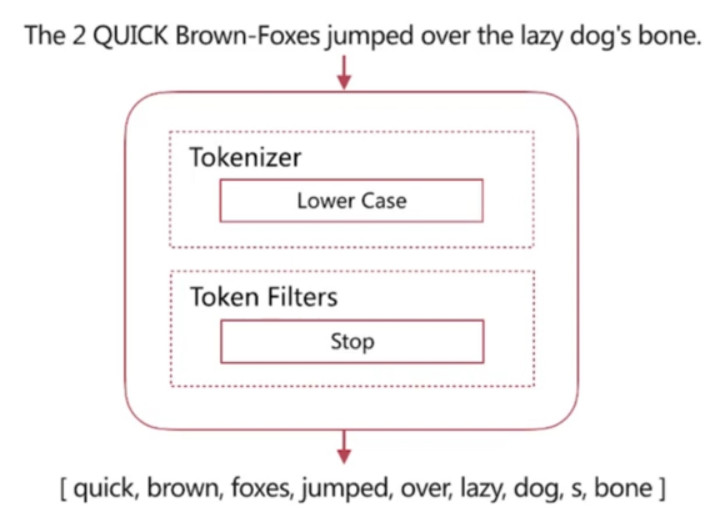 The 2 QUICK Brown-Foxes jumped over the lazy dog's bone.
Tokenizer
Lower Case
Token Filters
Stop
[ quick, brown, foxes, jumped, over, lazy, dog, s, bone ]